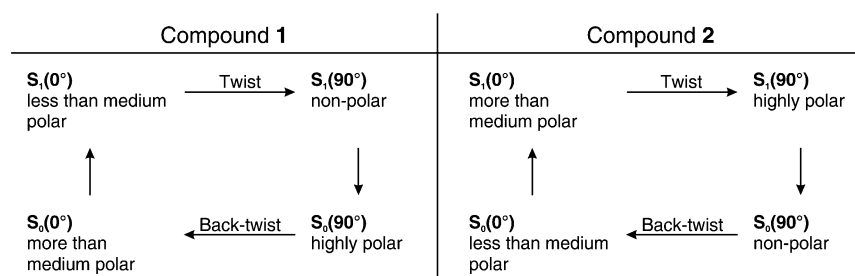 Compound 1
S₁(0°)
less than medium
polar
Twist
S₁(90°)
non-polar
S₀(0°)
more than
medium polar
Back-twist
S₀(90°)
highly polar
Compound 2
S₁(0°)
more than
medium polar
Twist
S₁(90°)
highly polar
S₀(0°)
less than medium
polar
Back-twist
S₀(90°)
non-polar